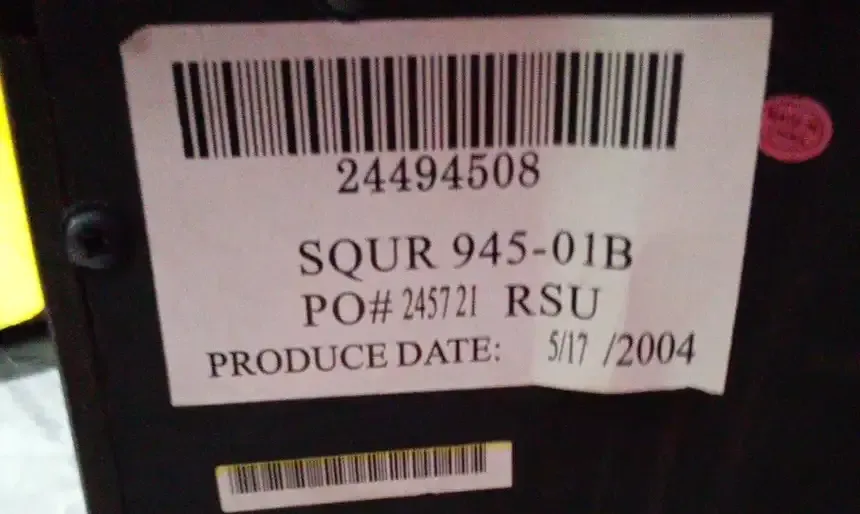 24494508
SQUR 945-01B
PO# 245721 RSU
PRODUCE DATE: 5/17 /2004